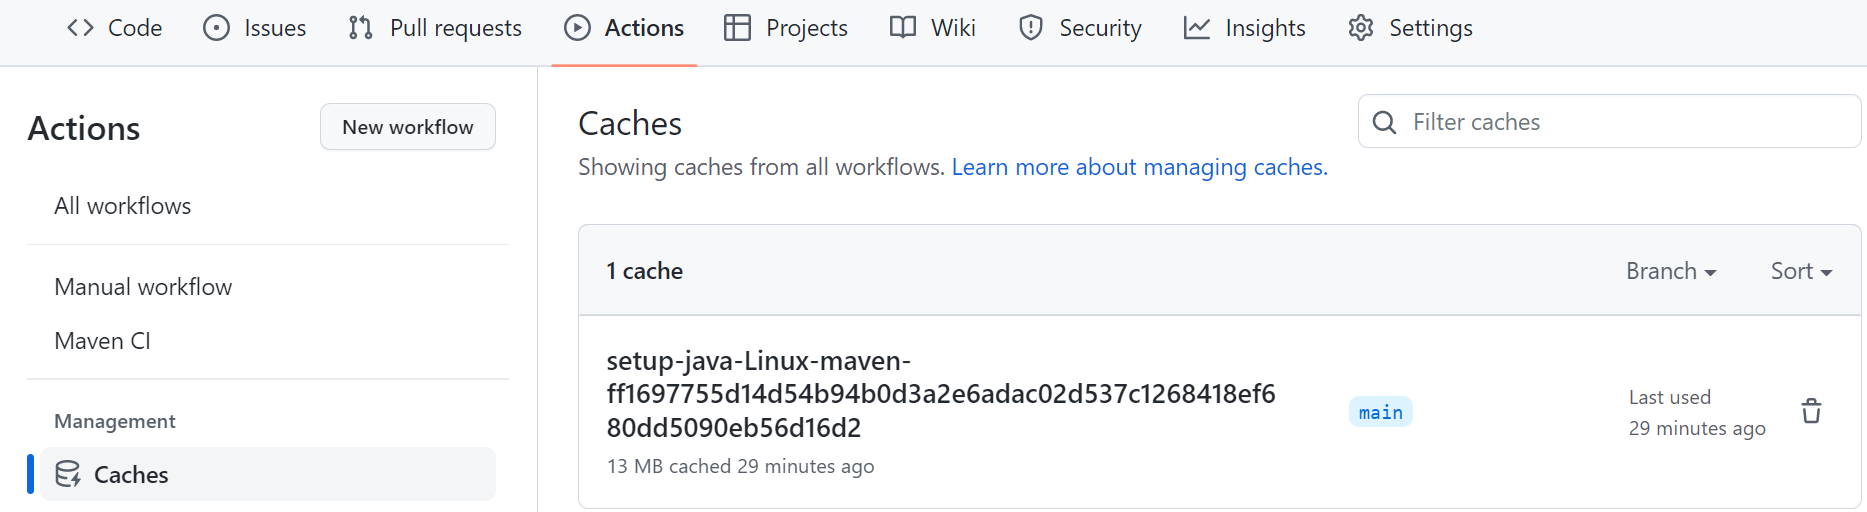 Code Issues Pull requests Actions Projects Wiki Security Insights Settings
Actions
New workflow
All workflows
Manual workflow
Maven CI
Management
Caches
Caches
Filter caches
Showing caches from all workflows. Learn more about managing caches.
1 cache
Branch
Sort
setup-java-Linux-maven-
ff1697755d14d54b94b0d3a2e6adac02d537c1268418ef6
80dd5090eb56d16d2
13 MB cached 29 minutes ago
main
Last used
29 minutes ago